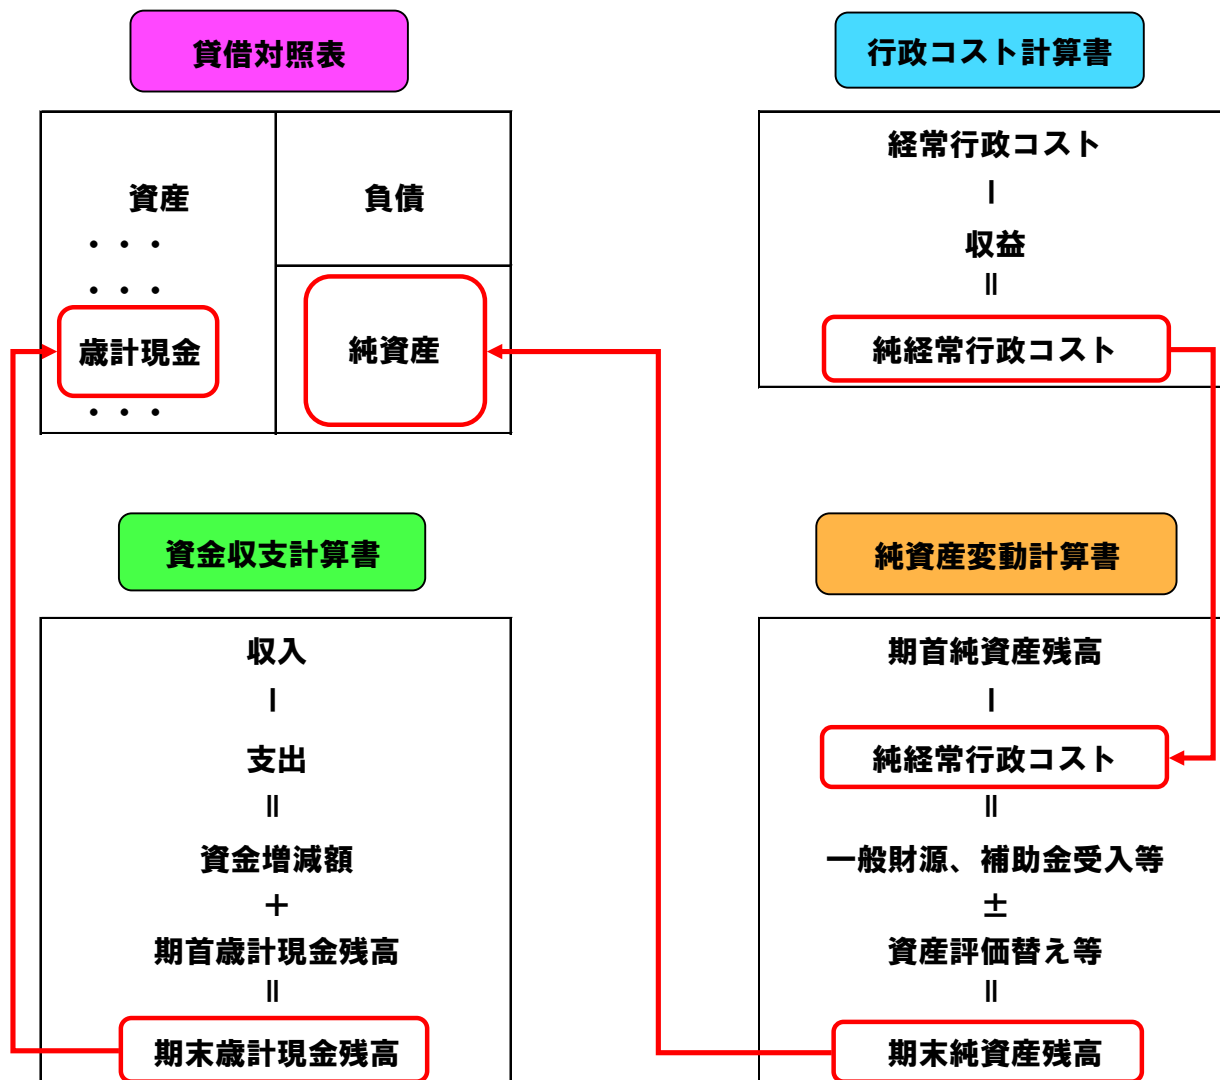 貸借対照表
資産
・・・
・・・
歳計現金
・・・
負債
純資産
行政コスト計算書
経常行政コスト
－
収益
＝
純経常行政コスト
資金収支計算書
収入
－
支出
＝
資金増減額
＋
期首歳計現金残高
＝
期末歳計現金残高
純資産変動計算書
期首純資産残高
－
純経常行政コスト
＝
一般財源、補助金受入等
±
資産評価替え等
＝
期末純資産残高